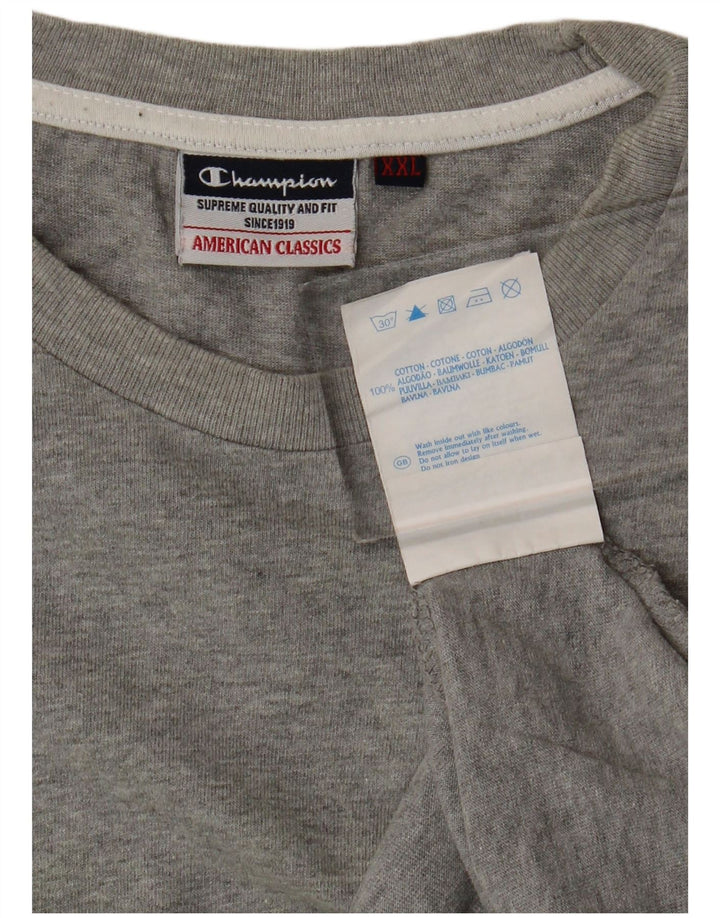 Champion
SUPREME QUALITY AND FIT
SINCE1919
AMERICAN CLASSICS
XXL
30°
100%
COTTON - COTONE - COTON - ALGODÓN
ALGODÃO - BAUMWOLLE - KATOEN - BOMULL
PUUVILLA - BAMBAKI - BUMBAC - PAMUT
BAVLNA - BAVLNA
GB
Wash inside out with like colours.
Remove immediately after washing.
Do not allow to lay on itself when wet.
Do not iron design.